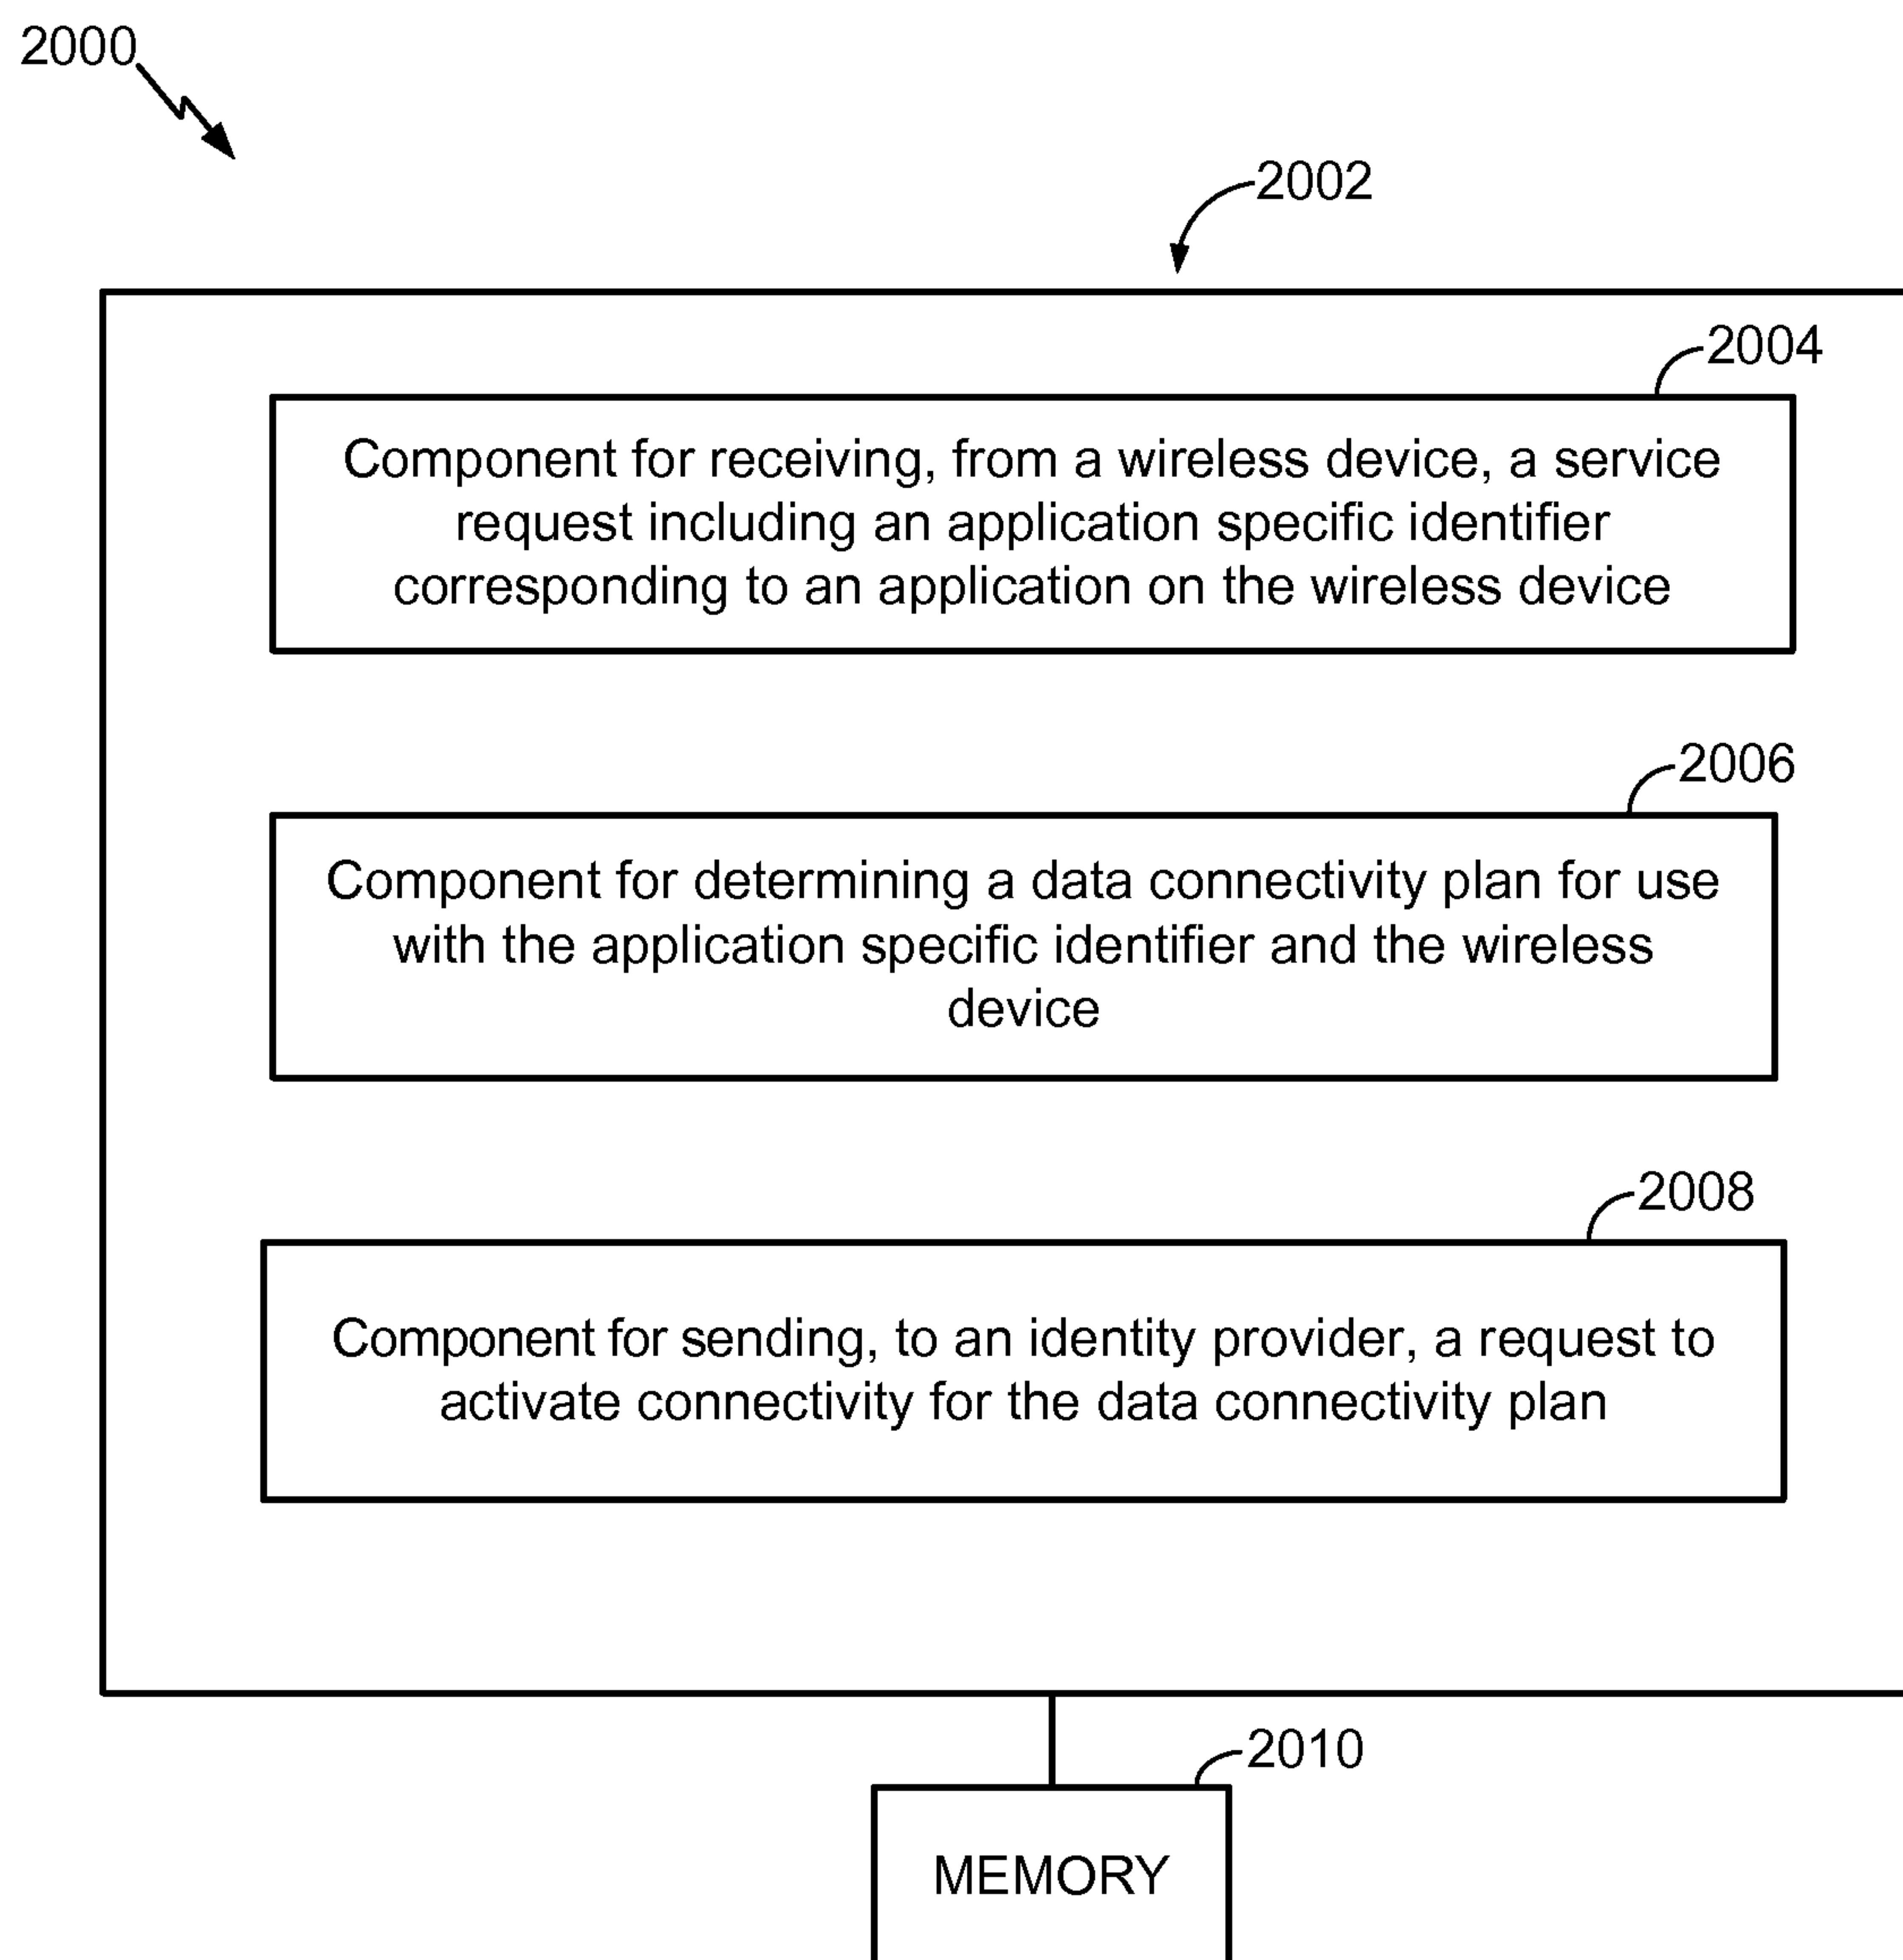 2000
2002
2004
Component for receiving, from a wireless device, a service
request including an application specific identifier
corresponding to an application on the wireless device
2006
Component for determining a data connectivity plan for use
with the application specific identifier and the wireless
device
2008
Component for sending, to an identity provider, a request to
activate connectivity for the data connectivity plan
2010
MEMORY